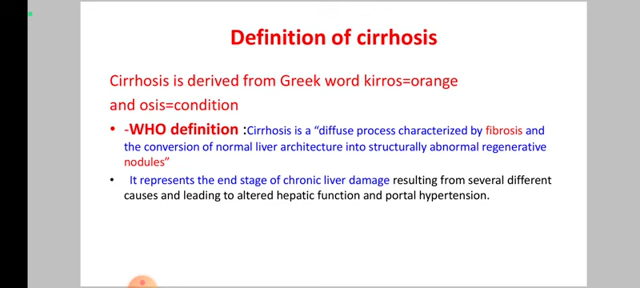 Definition of cirrhosis
Cirrhosis is derived from Greek word kirros=orange
and osis=condition
• -WHO definition :Cirrhosis is a “diffuse process characterized by fibrosis and
the conversion of normal liver architecture into structurally abnormal regenerative
nodules”
• It represents the end stage of chronic liver damage resulting from several different
causes and leading to altered hepatic function and portal hypertension.